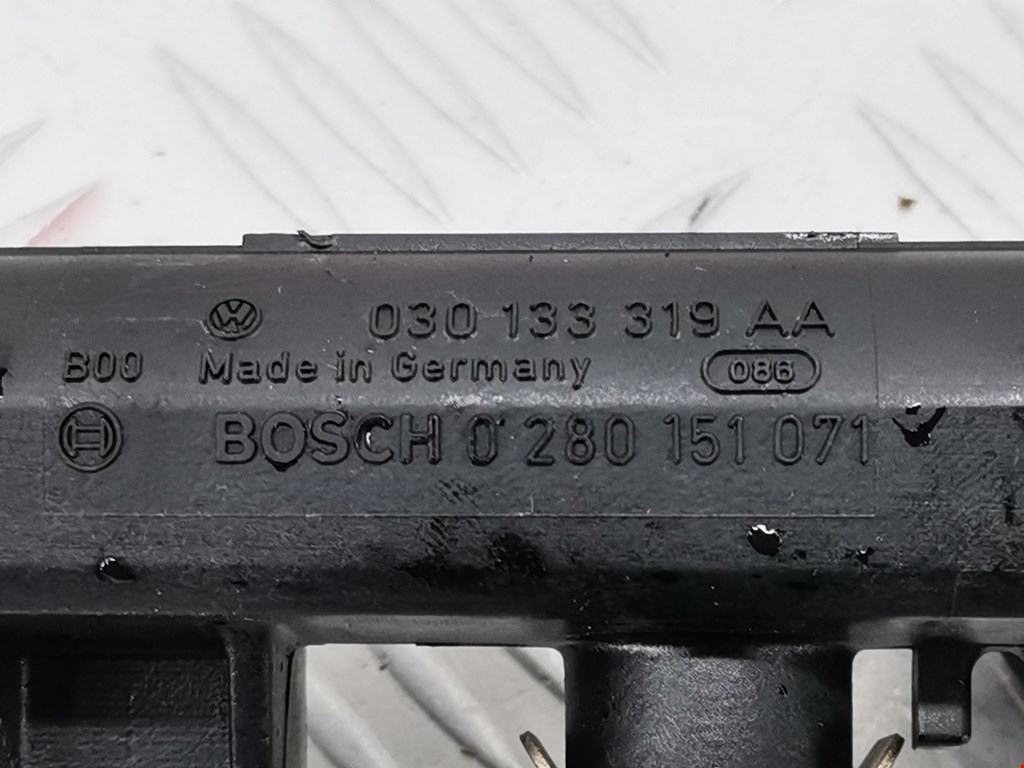 030 133 319 AA
B00 Made in Germany 086
BOSCH 0 280 151 071